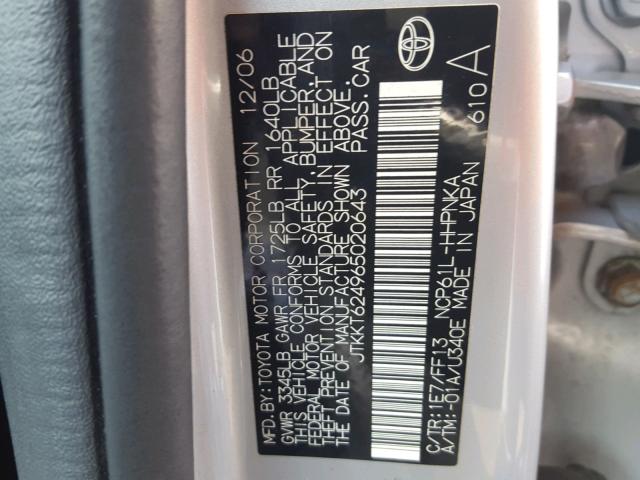 MFD.BY:TOYOTA MOTOR CORPORATION 12/06
GVWR 3345LB GAWR FR 1725LB RR 1640LB
THIS VEHICLE CONFORMS TO ALL APPLICABLE
FEDERAL MOTOR VEHICLE SAFETY, BUMPER, AND
THEFT PREVENTION STANDARDS IN EFFECT ON
THE DATE OF MANUFACTURE SHOWN ABOVE.
JTKKT624965020643 PASS. CAR
C/TR:1E7/FF13 NCP61L-HHPNKA
A/TM:-01A/U340E MADE IN JAPAN 610 A